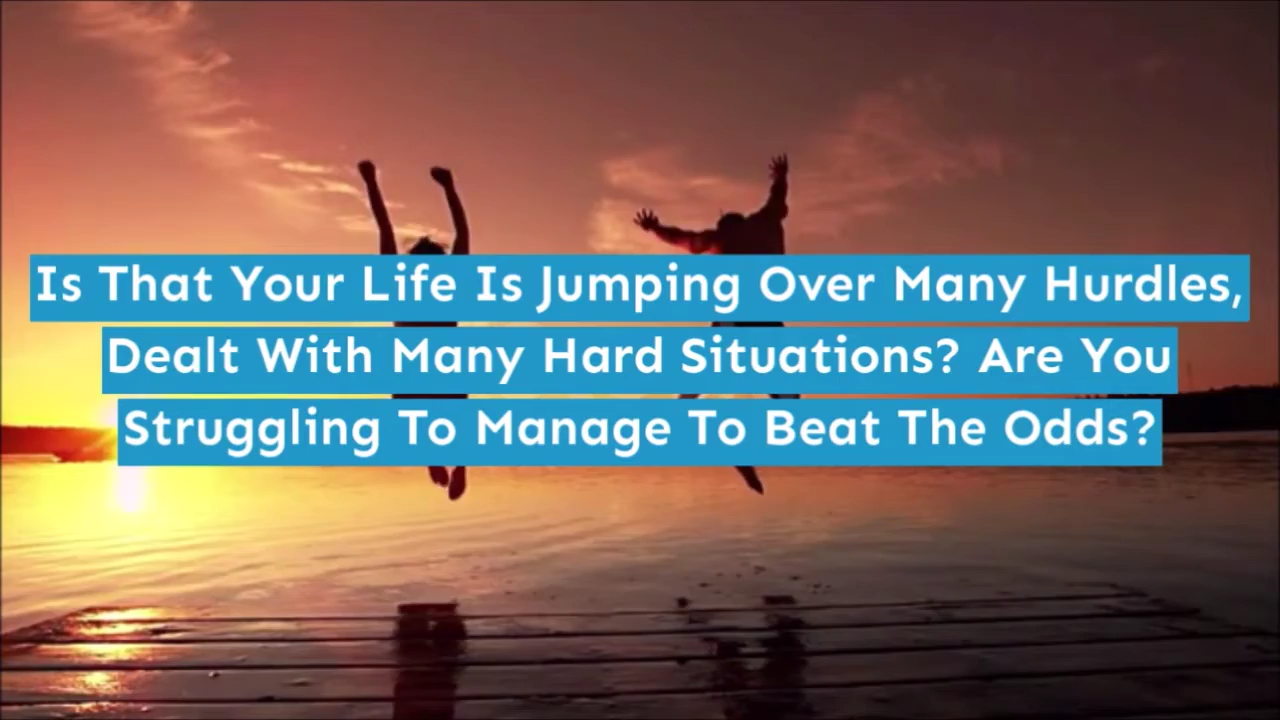 Is That Your Life Is Jumping Over Many Hurdles,
Dealt With Many Hard Situations? Are You
Struggling To Manage To Beat The Odds?